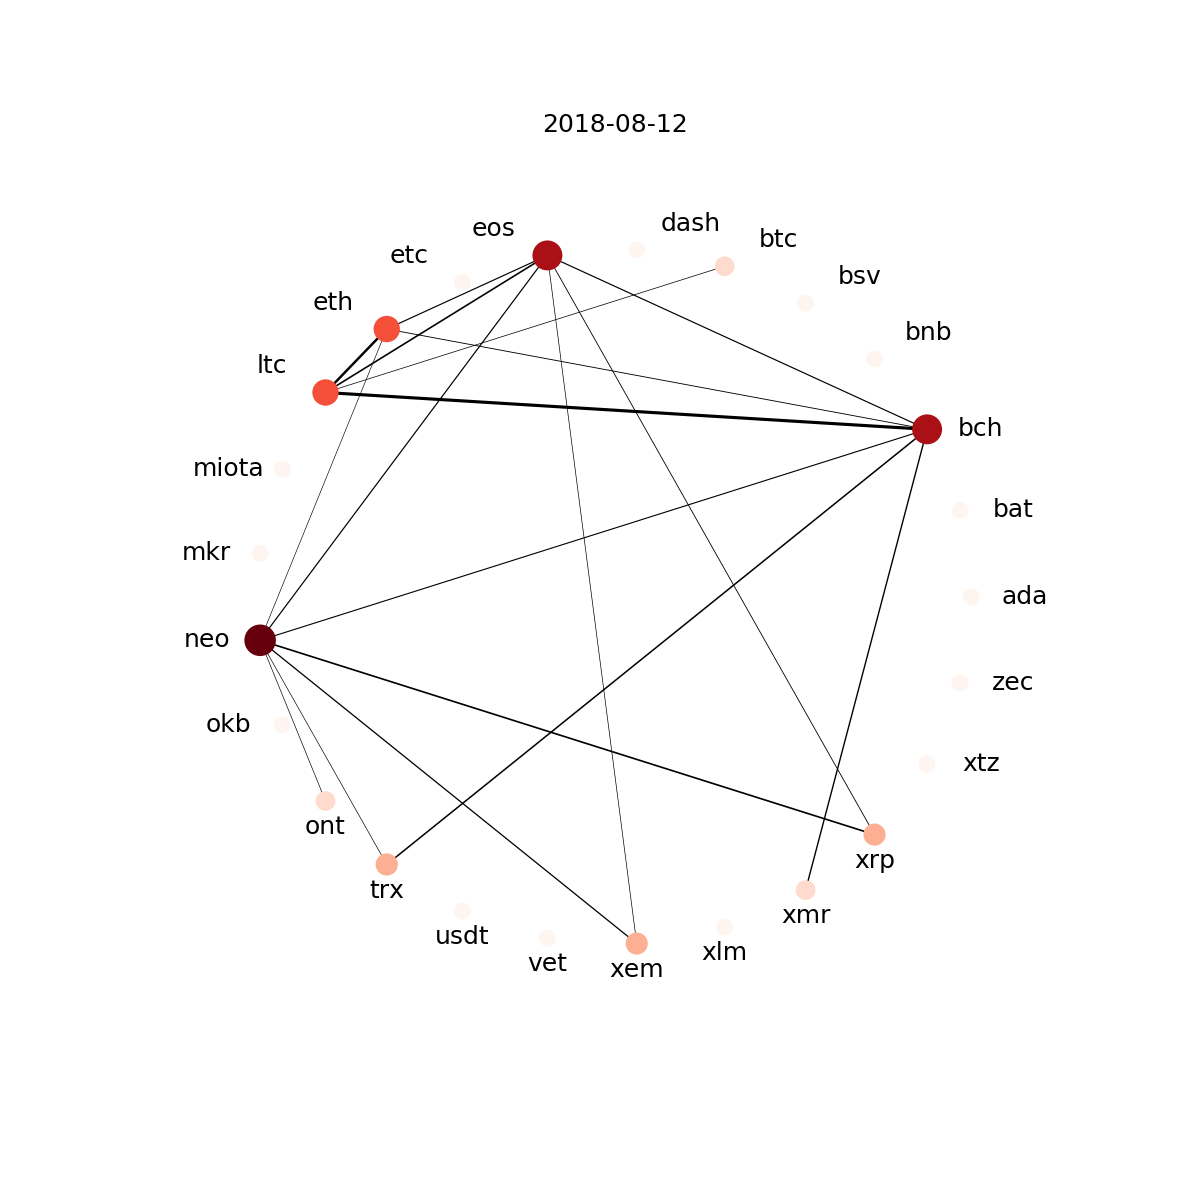 2018-08-12
dash
eos
btc
etc
bsv
eth
bnb
ltc
bch
miota
bat
mkr
ada
neo
zec
okb
xtz
ont
xrp
trx
xmr
usdt
xlm
vet
xem